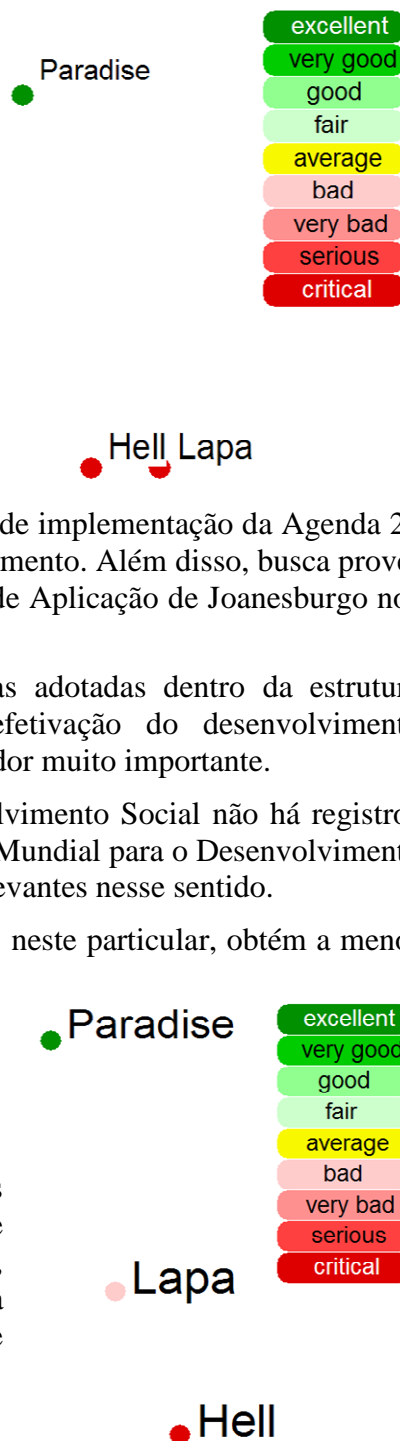 Paradise
excellent
very good
good
fair
average
bad
very bad
serious
critical
Hell Lapa
de implementação da Agenda 2
mento. Além disso, busca prove
de Aplicação de Joanesburgo no
as adotadas dentro da estrutur
efetivação do desenvolviment
dor muito importante.
lvimento Social não há registro
Mundial para o Desenvolviment
evantes nesse sentido.
neste particular, obtém a meno
Paradise
excellent
very good
good
fair
average
bad
very bad
serious
critical
Lapa
Hell